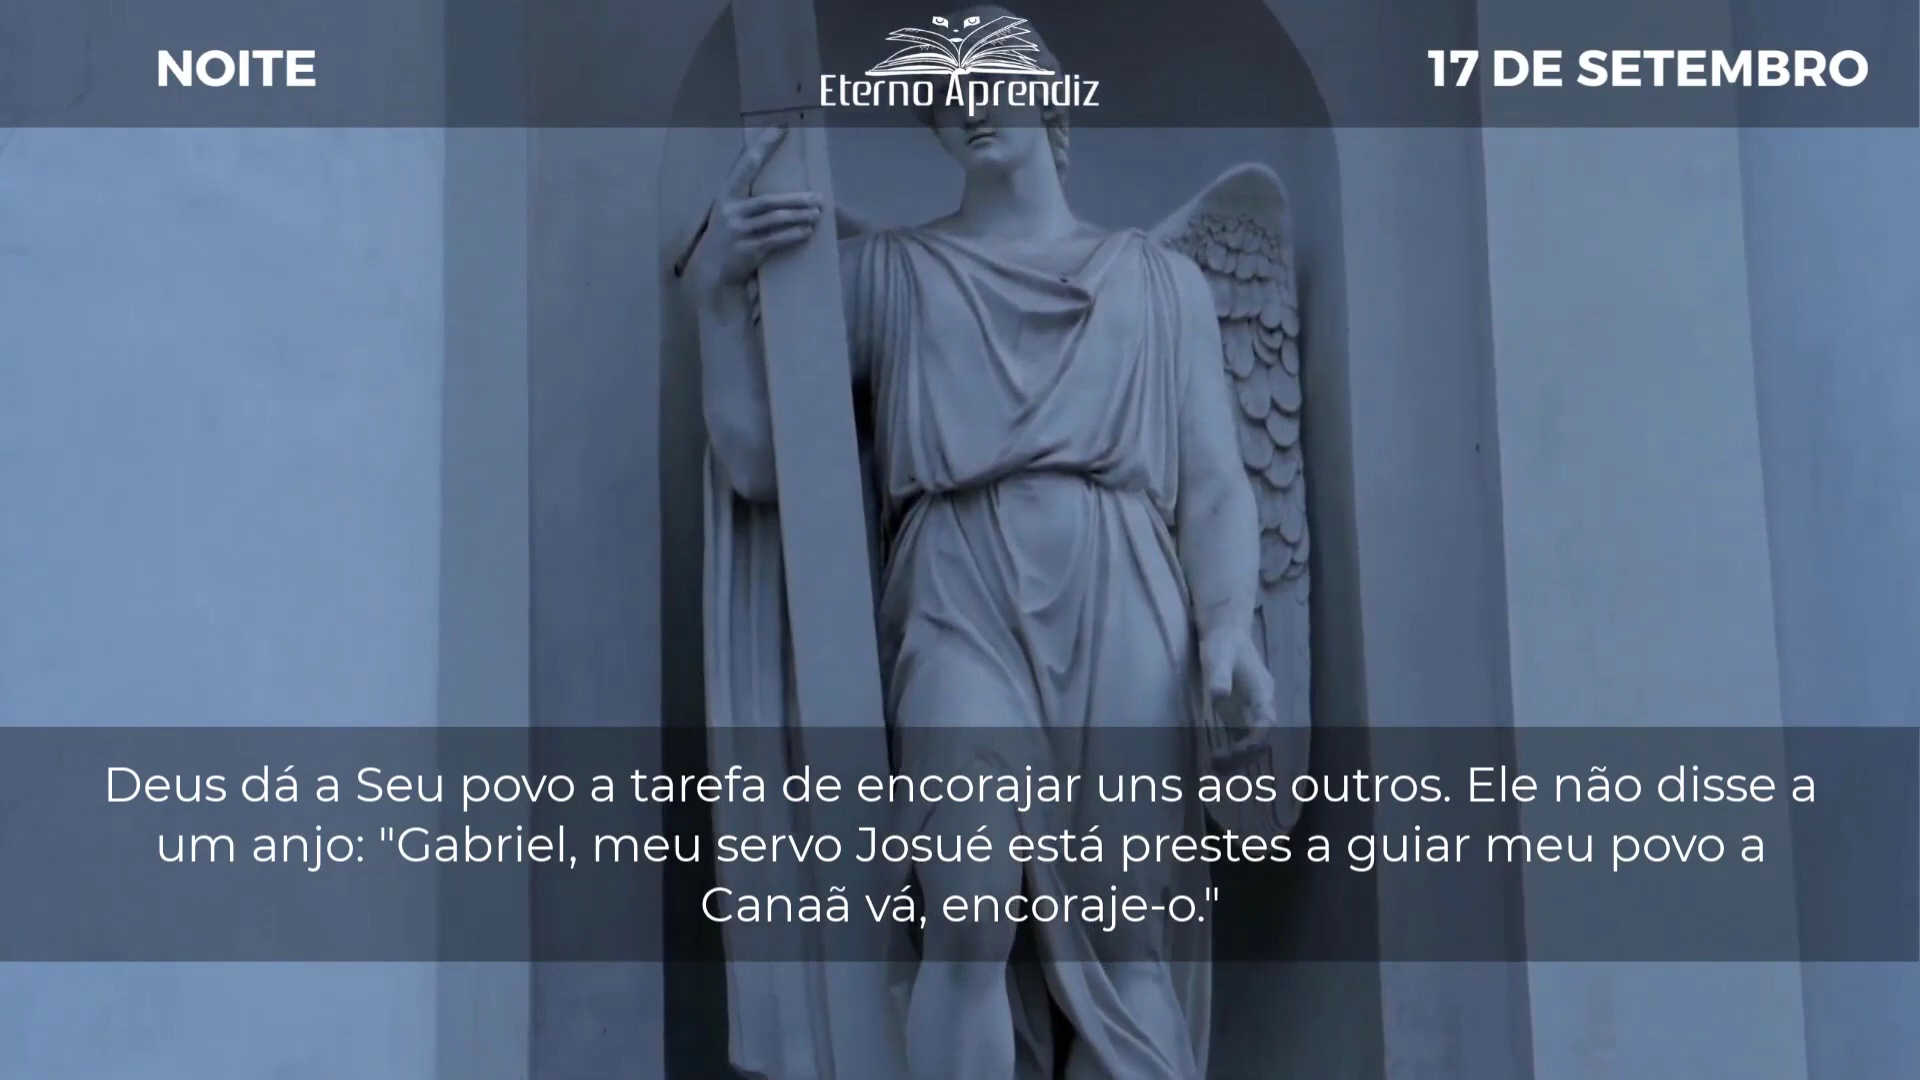 NOITE
Eterno Aprendiz
17 DE SETEMBRO
Deus dá a Seu povo a tarefa de encorajar uns aos outros. Ele não disse a
um anjo: "Gabriel, meu servo Josué está prestes a guiar meu povo a
Canaã vá, encoraje-o."